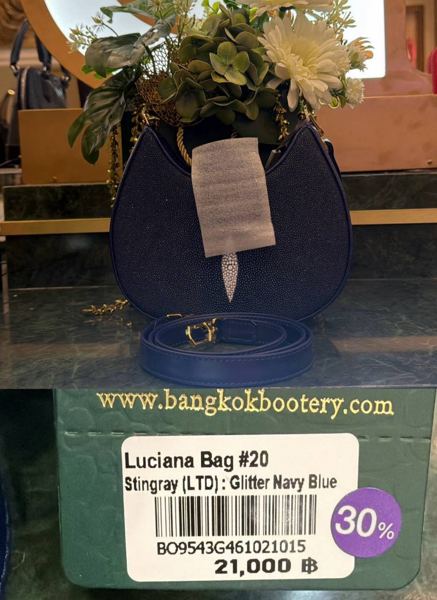 www.bangkokbootery.com
Luciana Bag #20
Stingray (LTD) : Glitter Navy Blue
BO9543G461021015
21,000 ฿
30%